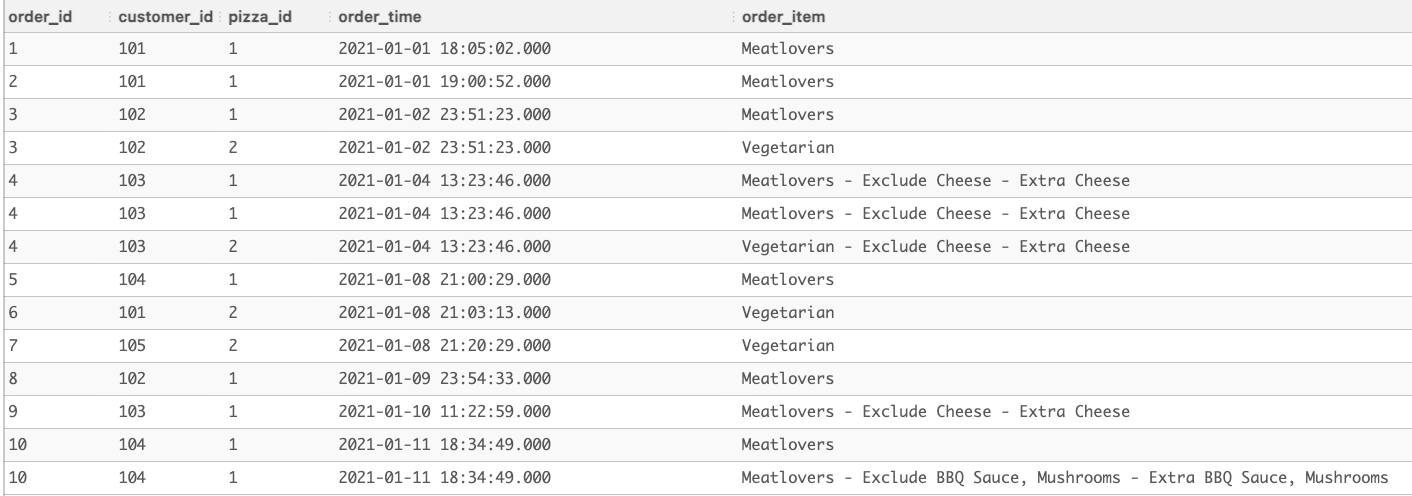 order_id customer_id pizza_id order_time order_item
1 101 1 2021-01-01 18:05:02.000 Meatlovers
2 101 1 2021-01-01 19:00:52.000 Meatlovers
3 102 1 2021-01-02 23:51:23.000 Meatlovers
3 102 2 2021-01-02 23:51:23.000 Vegetarian
4 103 1 2021-01-04 13:23:46.000 Meatlovers - Exclude Cheese - Extra Cheese
4 103 1 2021-01-04 13:23:46.000 Meatlovers - Exclude Cheese - Extra Cheese
4 103 2 2021-01-04 13:23:46.000 Vegetarian - Exclude Cheese - Extra Cheese
5 104 1 2021-01-08 21:00:29.000 Meatlovers
6 101 2 2021-01-08 21:03:13.000 Vegetarian
7 105 2 2021-01-08 21:20:29.000 Vegetarian
8 102 1 2021-01-09 23:54:33.000 Meatlovers
9 103 1 2021-01-10 11:22:59.000 Meatlovers - Exclude Cheese - Extra Cheese
10 104 1 2021-01-11 18:34:49.000 Meatlovers
10 104 1 2021-01-11 18:34:49.000 Meatlovers - Exclude BBQ Sauce, Mushrooms - Extra BBQ Sauce, Mushrooms